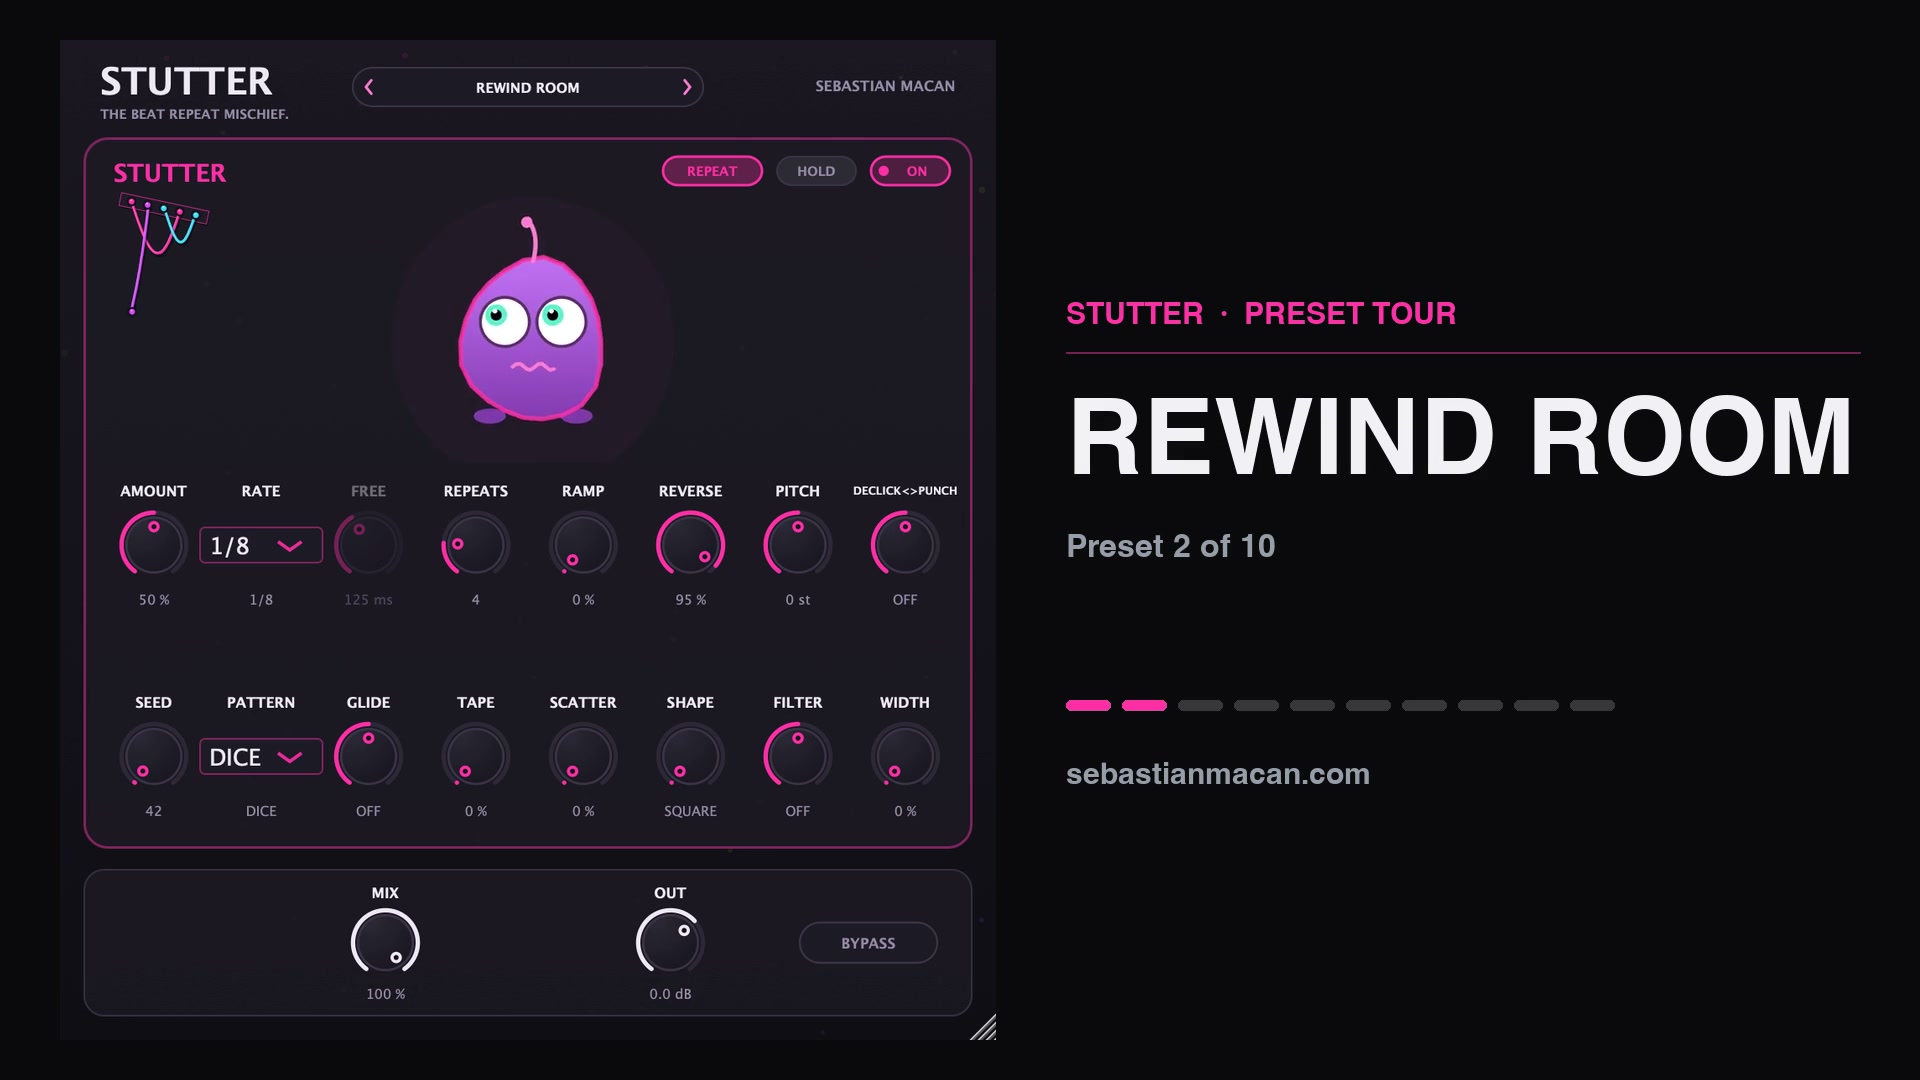 STUTTER
THE BEAT REPEAT MISCHIEF.
REWIND ROOM
SEBASTIAN MACAN
STUTTER
REPEAT
HOLD
ON
AMOUNT RATE FREE REPEATS RAMP REVERSE PITCH DECLICK<>PUNCH
1/8
50 % 1/8 125 ms 4 0 % 95 % 0 st OFF
SEED PATTERN GLIDE TAPE SCATTER SHAPE FILTER WIDTH
DICE
42 DICE OFF 0 % 0 % SQUARE OFF 0 %
MIX OUT
BYPASS
100 % 0.0 dB
STUTTER · PRESET TOUR
REWIND ROOM
Preset 2 of 10
sebastianmacan.com